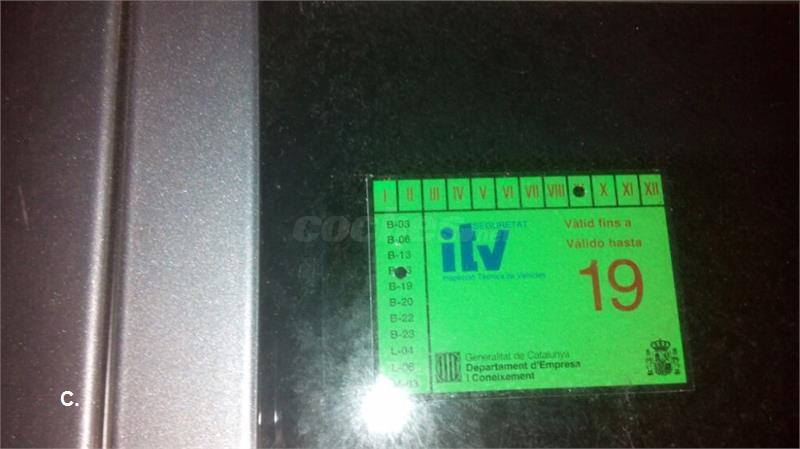 I II III IV V VI VII VIII X XI XII
B-03
B-06
B-13
B-19
B-20
B-22
B-23
L-04
L-06
SEGURETAT
itv
Inspecció Tècnica de Vehicles
Vàlid fins a
Válido hasta
19
Generalitat de Catalunya
Departament d'Empresa
i Coneixement
C.